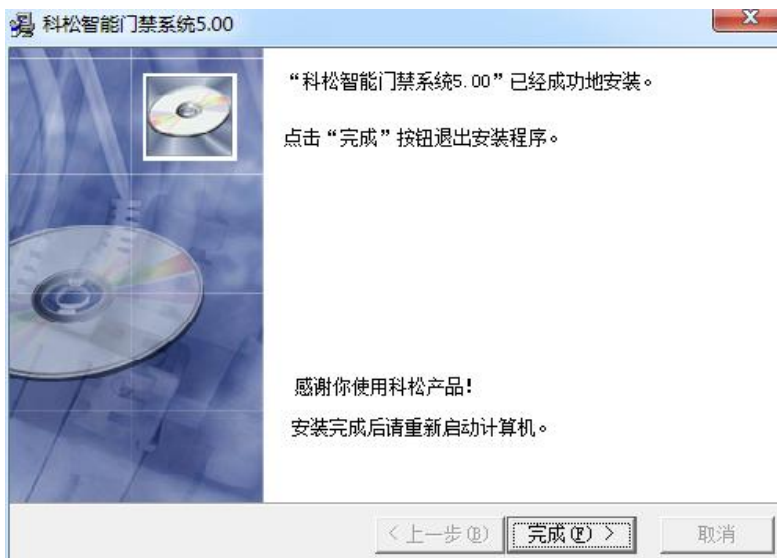 科松智能门禁系统5.00
“科松智能门禁系统5.00”已经成功地安装。
点击“完成”按钮退出安装程序。
感谢你使用科松产品!
安装完成后请重新启动计算机。
< 上一步(B) 完成(F) > 取消